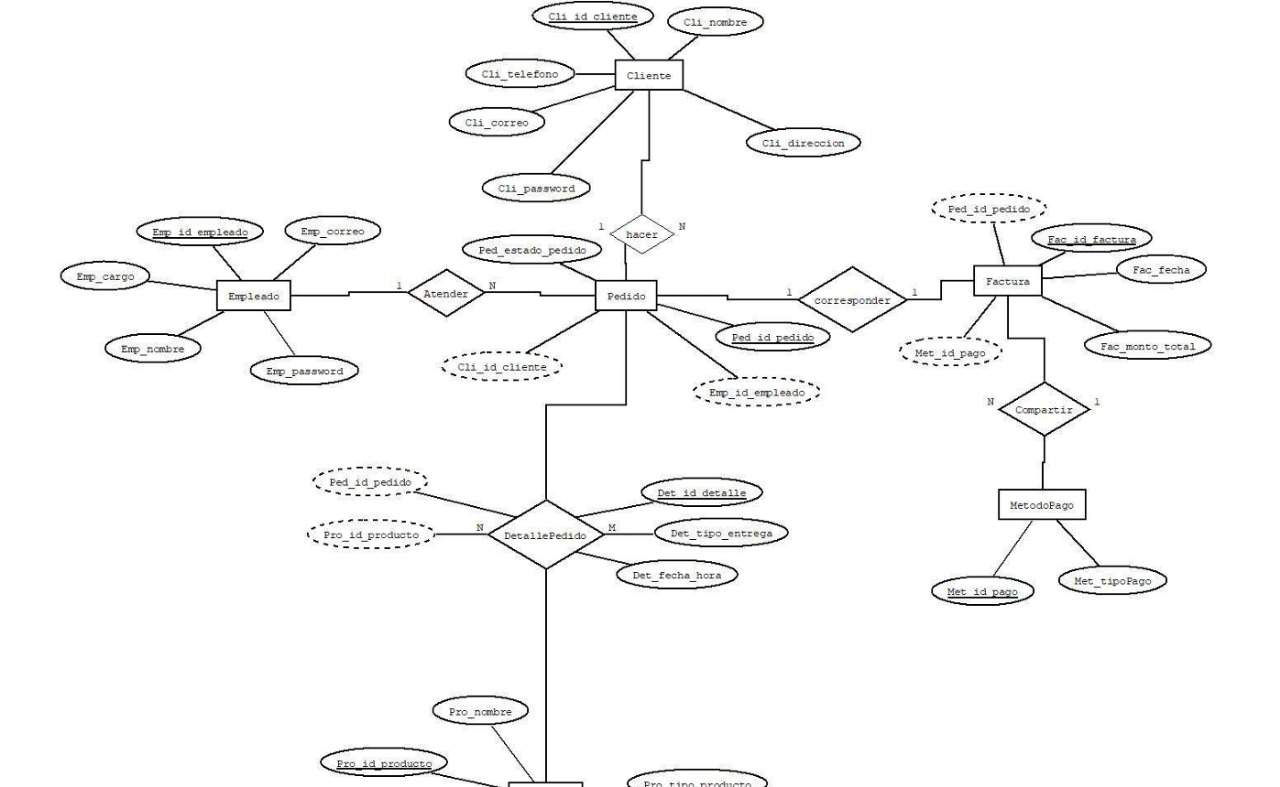 Cli_id_cliente
Cli_nombre
Cli_telefono
Cliente
Cli_correo
Cli_direccion
Cli_password
Ped_id_pedido
Emp_id_empleado
Emp_correo
1
hacer
N
Fac_id_factura
Ped_estado_pedido
Emp_cargo
Fac_fecha
Factura
1
Atender
N
Empleado
Pedido
1
corresponder
1
Ped_id_pedido
Emp_nombre
Fac_monto_total
Met_id_pago
Cli_id_cliente
Emp_password
Emp_id_empleado
N
Compartir
1
Ped_id_pedido
Det_id_detalle
MetodoPago
Pro_id_producto
N
DetallePedido
M
Det_tipo_entrega
Det_fecha_hora
Met_tipoPago
Met_id_pago
Pro_nombre
Pro_id_producto
Pro_tipo_producto